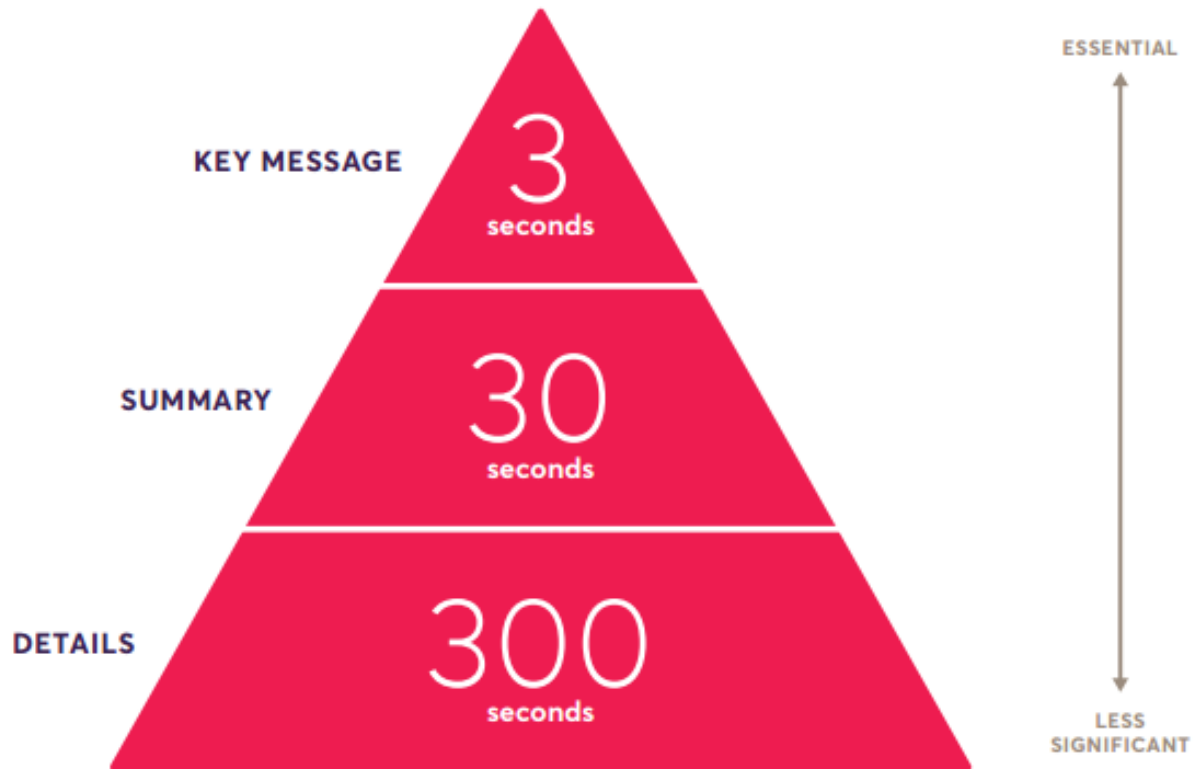 ESSENTIAL
KEY MESSAGE
3
seconds
SUMMARY
30
seconds
DETAILS
300
seconds
LESS
SIGNIFICANT